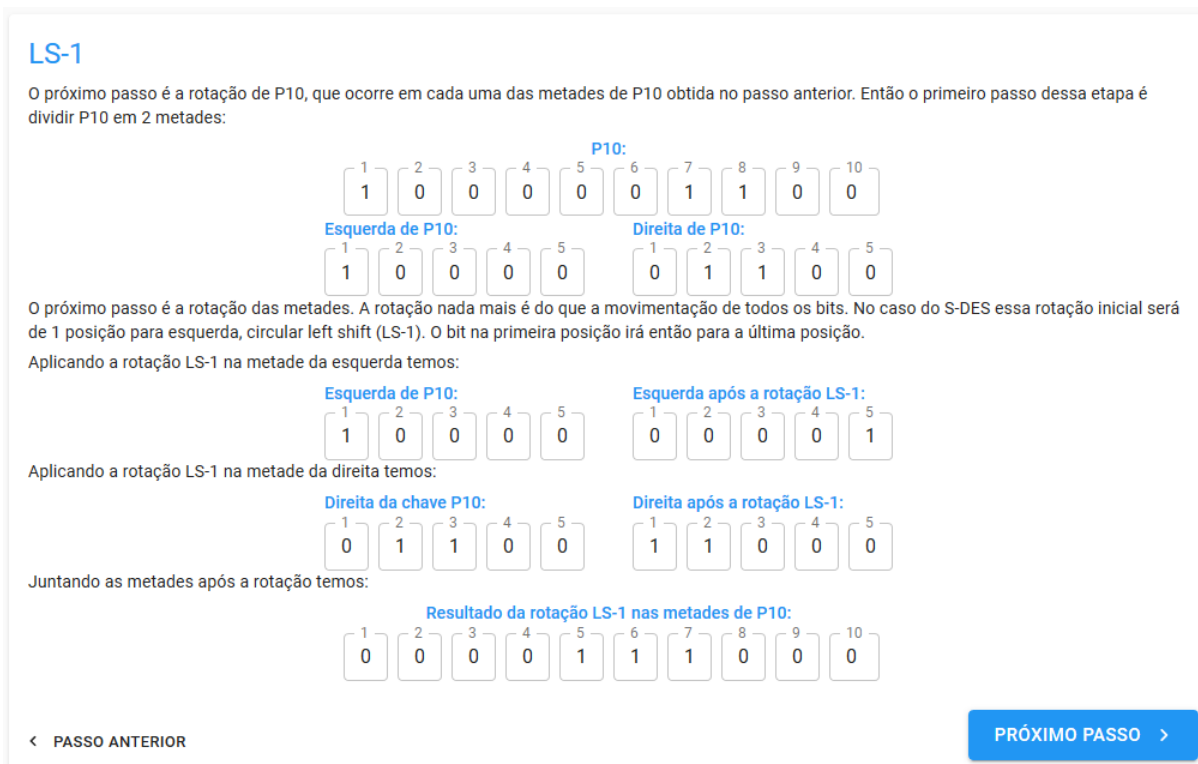 LS-1
O próximo passo é a rotação de P10, que ocorre em cada uma das metades de P10 obtida no passo anterior. Então o primeiro passo dessa etapa é
dividir P10 em 2 metades:
P10:
1 2 3 4 5 6 7 8 9 10
1 0 0 0 0 0 1 1 0 0
Esquerda de P10: Direita de P10:
1 2 3 4 5 1 2 3 4 5
1 0 0 0 0 0 1 1 0 0
O próximo passo é a rotação das metades. A rotação nada mais é do que a movimentação de todos os bits. No caso do S-DES essa rotação inicial será
de 1 posição para esquerda, circular left shift (LS-1). O bit na primeira posição irá então para a última posição.
Aplicando a rotação LS-1 na metade da esquerda temos:
Esquerda de P10: Esquerda após a rotação LS-1:
1 2 3 4 5 1 2 3 4 5
1 0 0 0 0 0 0 0 0 1
Aplicando a rotação LS-1 na metade da direita temos:
Direita da chave P10: Direita após a rotação LS-1:
1 2 3 4 5 1 2 3 4 5
0 1 1 0 0 1 1 0 0 0
Juntando as metades após a rotação temos:
Resultado da rotação LS-1 nas metades de P10:
1 2 3 4 5 6 7 8 9 10
0 0 0 0 1 1 1 0 0 0
< PASSO ANTERIOR PRÓXIMO PASSO >